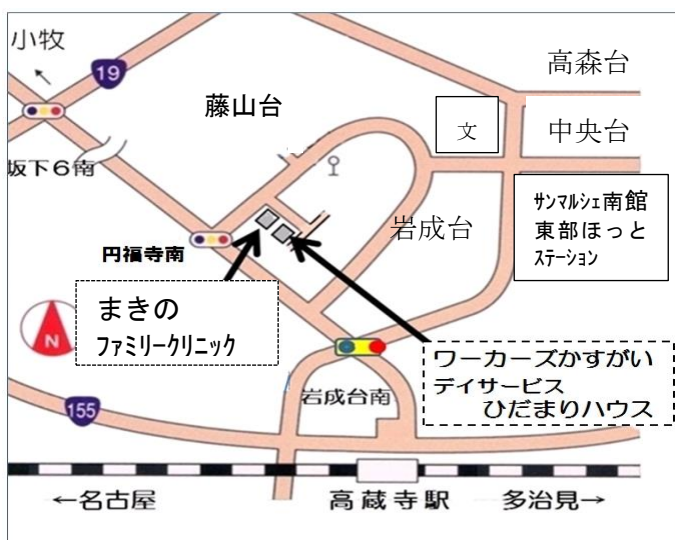 小牧
19
高森台
藤山台
文
中央台
坂下6南
サンマルシェ南館
東部ほっと
ステーション
岩成台
円福寺南
まきの
ファミリークリニック
N
ワーカーズかすがい
デイサービス
ひだまりハウス
岩成台南
155
←名古屋
高蔵寺駅
多治見→